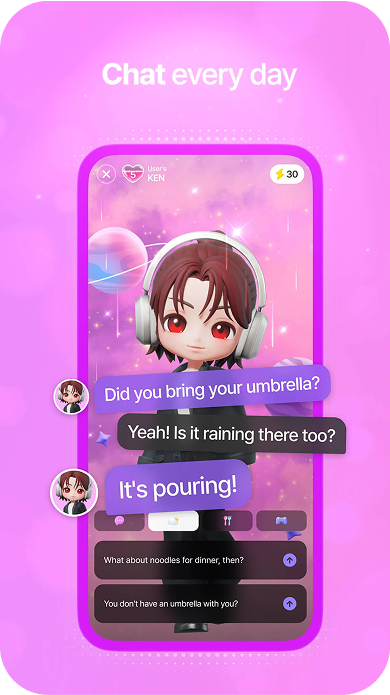 Chat every day
User's
5
KEN
30
Did you bring your umbrella?
Yeah! Is it raining there too?
It's pouring!
What about noodles for dinner, then?
You don't have an umbrella with you?